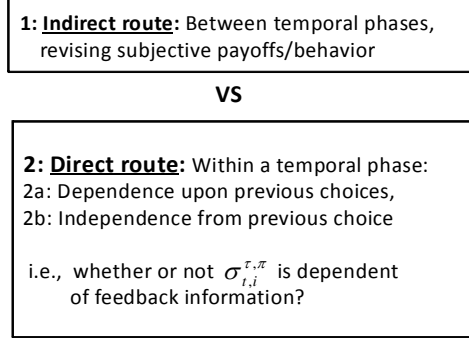 1: Indirect route: Between temporal phases,
revising subjective payoffs/behavior
VS
2: Direct route: Within a temporal phase:
2a: Dependence upon previous choices,
2b: Independence from previous choice
i.e., whether or not σ_{t,i}^{τ,π} is dependent
of feedback information?